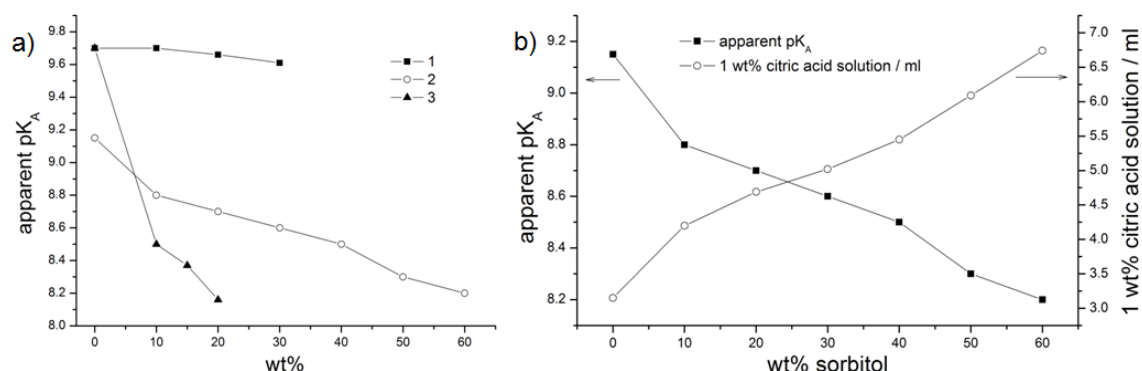 a)
9.8
9.6
9.4
9.2
9.0
8.8
8.6
8.4
8.2
8.0
apparent pK_A
1
2
3
0 10 20 30 40 50 60
wt%
b)
9.2
9.0
8.8
8.6
8.4
8.2
apparent pK_A
apparent pK_A
1 wt% citric acid solution / ml
7.0
6.5
6.0
5.5
5.0
4.5
4.0
3.5
3.0
1 wt% citric acid solution / ml
0 10 20 30 40 50 60
wt% sorbitol